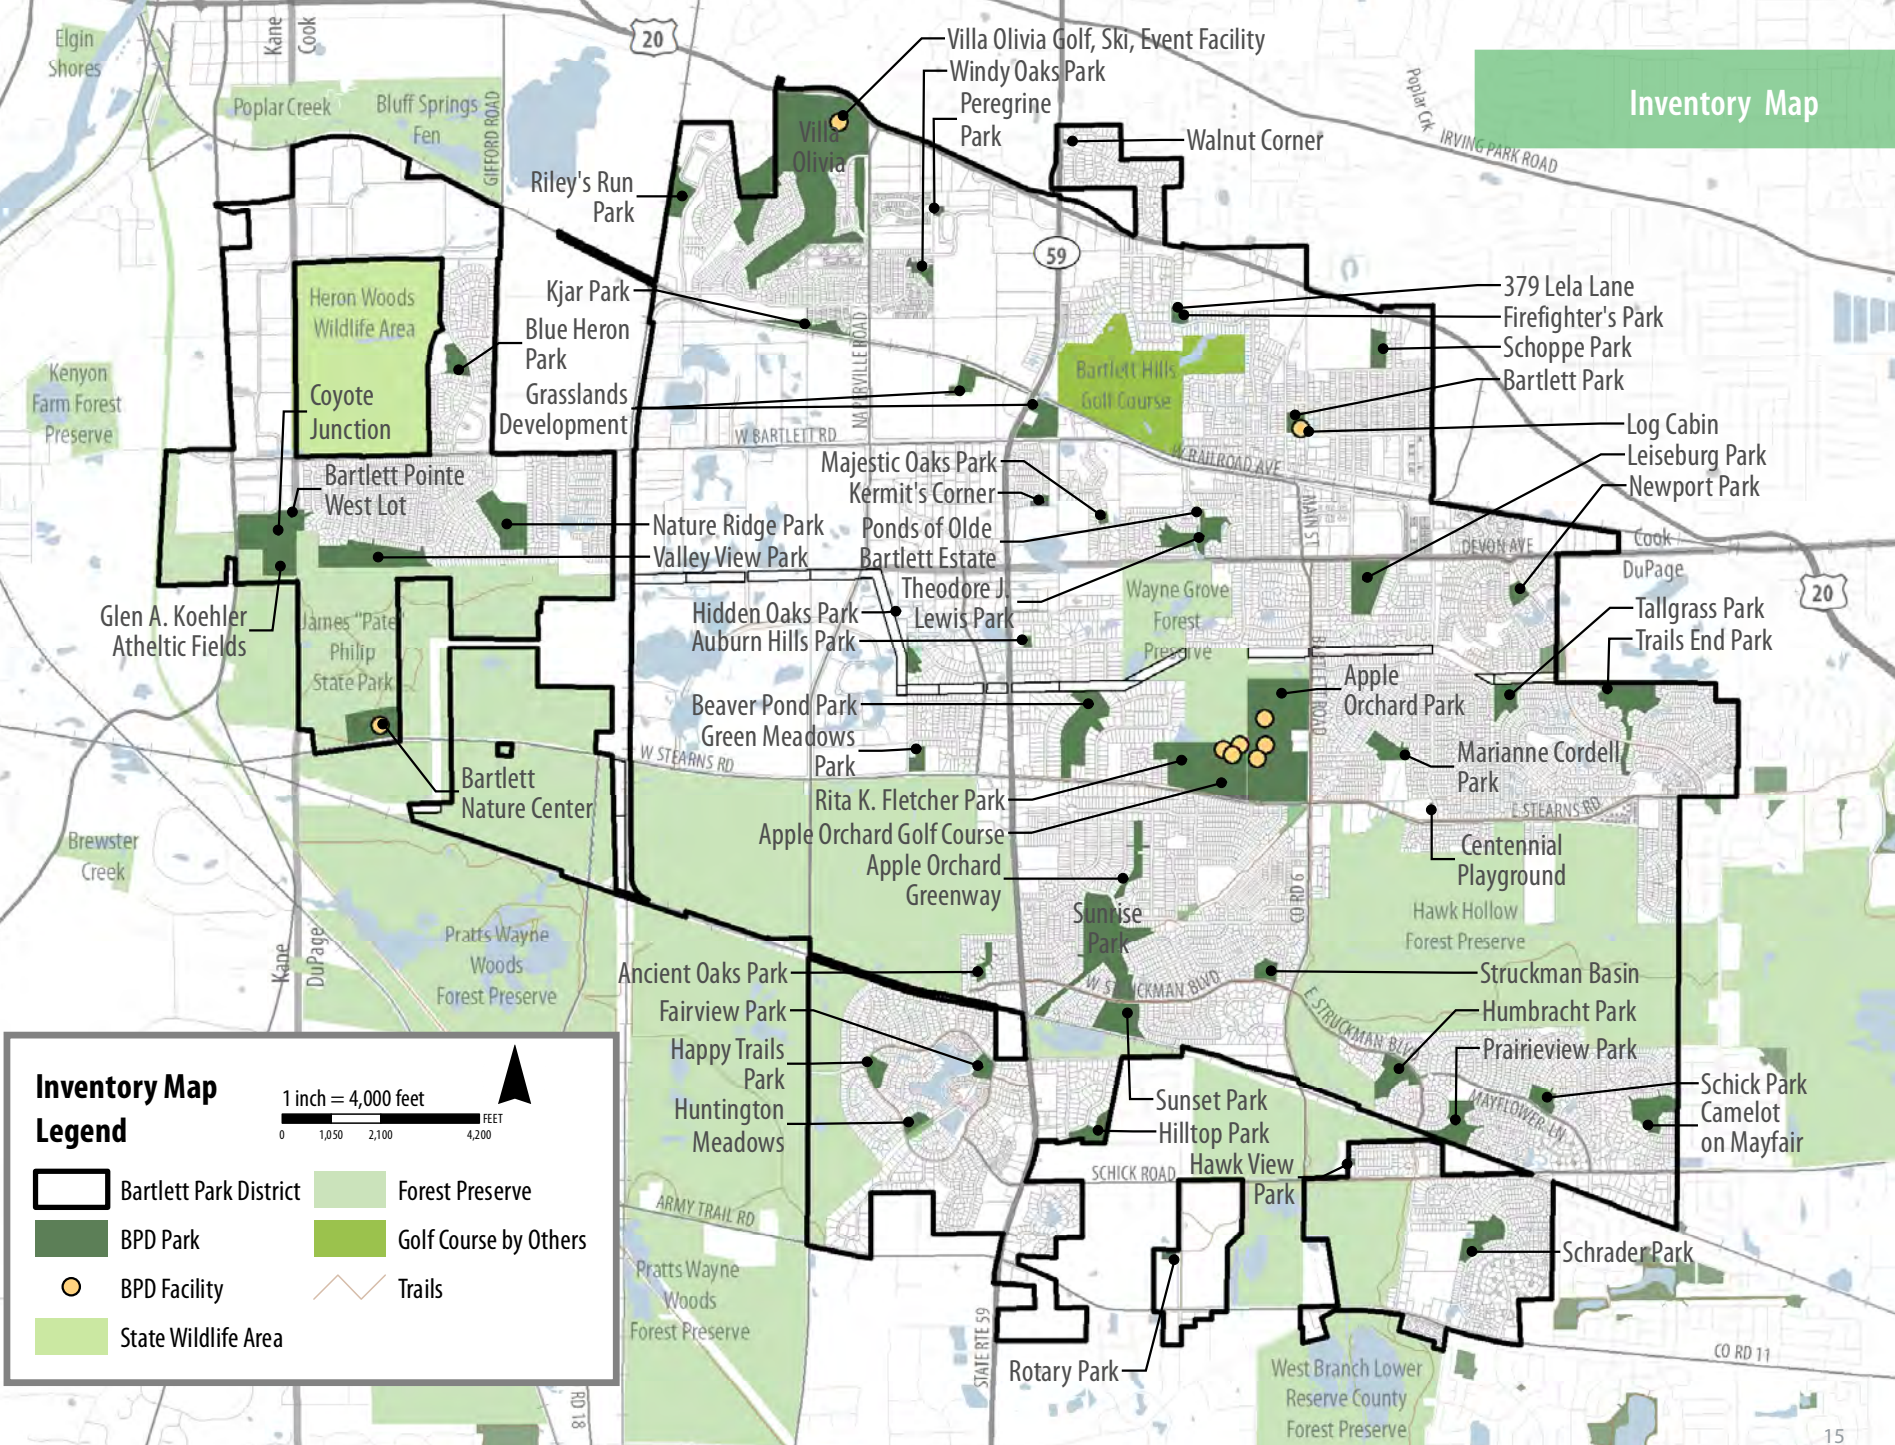 Inventory Map
Elgin
Shores
Kane
Cook
20
Poplar Creek
Bluff Springs
Fen
GIFFORD ROAD
Villa Olivia Golf, Ski, Event Facility
Windy Oaks Park
Peregrine
Park
Villa
Olivia
Walnut Corner
Poplar Crk
IRVING PARK ROAD
Riley's Run
Park
59
Heron Woods
Wildlife Area
Kjar Park
Blue Heron
Park
NAPERVILLE ROAD
379 Lela Lane
Firefighter's Park
Schoppe Park
Bartlett Park
Kenyon
Farm Forest
Preserve
Coyote
Junction
Grasslands
Development
Bartlett Hills
Golf Course
Log Cabin
Leiseburg Park
Newport Park
W BARTLETT RD
W RAILROAD AVE
Bartlett Pointe
West Lot
Majestic Oaks Park
Kermit's Corner
Ponds of Olde
Bartlett Estate
MAIN ST
Nature Ridge Park
Valley View Park
DEVON AVE
Cook
DuPage
20
Theodore J.
Lewis Park
Wayne Grove
Forest
Preserve
Hidden Oaks Park
Auburn Hills Park
Glen A. Koehler
Atheltic Fields
James "Pate"
Philip
State Park
Tallgrass Park
Trails End Park
Apple
Orchard Park
Beaver Pond Park
Green Meadows
Park
W STEARNS RD
Marianne Cordell
Park
Bartlett
Nature Center
Rita K. Fletcher Park
Apple Orchard Golf Course
Apple Orchard
Greenway
E STEARNS RD
Centennial
Playground
Brewster
Creek
CO RD 6
Sunrise
Park
Hawk Hollow
Forest Preserve
Kane
DuPage
Pratts Wayne
Woods
Forest Preserve
Ancient Oaks Park
Struckman Basin
E STRUCKMAN BLVD
Fairview Park
Humbracht Park
Happy Trails
Park
Prairieview Park
Huntington
Meadows
Sunset Park
Hilltop Park
Hawk View
Park
MAYFLOWER LN
Schick Park
Camelot
on Mayfair
SCHICK ROAD
ARMY TRAIL RD
Schrader Park
Pratts Wayne
Woods
Forest Preserve
STATE RTE 59
Rotary Park
West Branch Lower
Reserve County
Forest Preserve
CO RD 11
RD 18
Inventory Map
Legend
1 inch = 4,000 feet
FEET
0 1,050 2,100 4,200
Bartlett Park District
BPD Park
BPD Facility
State Wildlife Area
Forest Preserve
Golf Course by Others
Trails
15